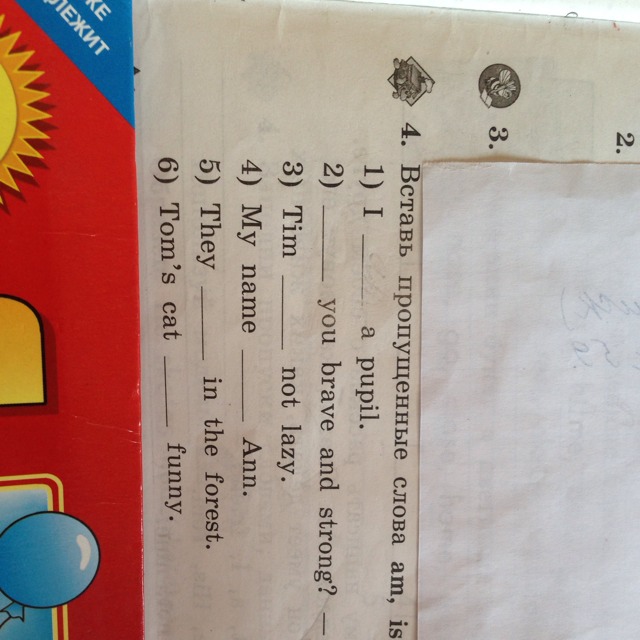 КЕ
ЛЕЖИТ
2.
3.
4. Вставь пропущенные слова am, is
1) I ____ a pupil.
2) ____ you brave and strong? —
3) Tim ____ not lazy.
4) My name ____ Ann.
5) They ____ in the forest.
6) Tom's cat ____ funny.